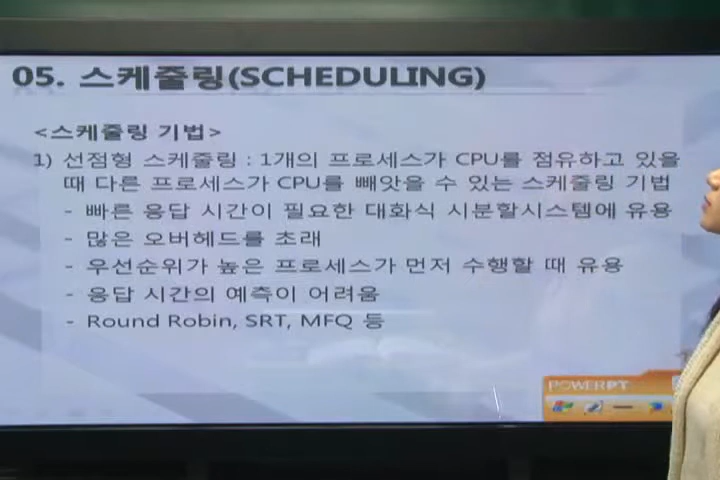 05. 스케줄링(SCHEDULING)
<스케줄링 기법>
1) 선점형 스케줄링 : 1개의 프로세스가 CPU를 점유하고 있을
때 다른 프로세스가 CPU를 빼앗을 수 있는 스케줄링 기법
- 빠른 응답 시간이 필요한 대화식 시분할시스템에 유용
- 많은 오버헤드를 초래
- 우선순위가 높은 프로세스가 먼저 수행할 때 유용
- 응답 시간의 예측이 어려움
- Round Robin, SRT, MFQ 등
POWERPT